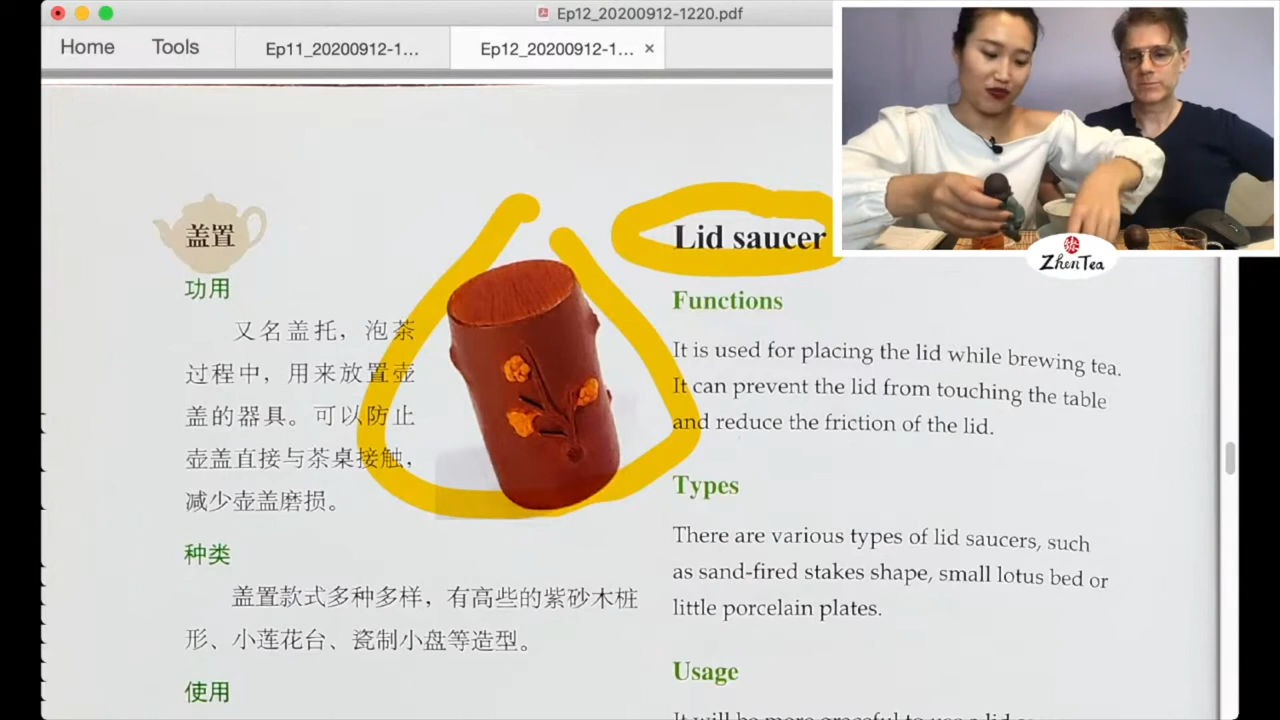 Ep12_20200912-1220.pdf
Home
Tools
Ep11_20200912-1...
Ep12_20200912-1...
ZhenTea
盖置
功用
又名盖托，泡茶
过程中，用来放置壶
盖的器具。可以防止
壶盖直接与茶桌接触，
减少壶盖磨损。
种类
盖置款式多种多样，有高些的紫砂木桩
形、小莲花台、瓷制小盘等造型。
使用
Lid saucer
Functions
It is used for placing the lid while brewing tea.
It can prevent the lid from touching the table
and reduce the friction of the lid.
Types
There are various types of lid saucers, such
as sand-fired stakes shape, small lotus bed or
little porcelain plates.
Usage